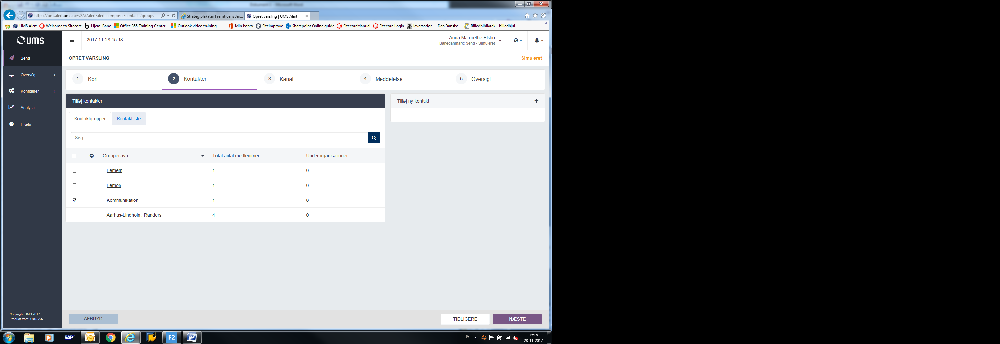 Dokument1 - Microsoft Word
https://umsalert.ums.no/v2/#/alert/alert-composer/contacts/groups
Strategiplakater Fremtidens Jer...
Opret varsling | UMS Alert
UMS Alert
Welcome to Sitecore
Hjem Bane
Office 365 Training Center...
Outlook video training - ...
Min konto
Siteimprove
Sharepoint Online guide
SitecoreManual
Sitecore Login
leverandør — Den Danske...
Billedbibliotek - billedhjul ...
UMS
2017-11-28 15:18
Anna Margrethe Elsbo
Banedanmark: Send - Simuleret
Send
Overvåg
Konfigurer
Analyse
Hjælp
OPRET VARSLING
Simuleret
1 Kort
2 Kontakter
3 Kanal
4 Meddelelse
5 Oversigt
Tilføj kontakter
Tilføj ny kontakt
Kontaktgrupper
Kontaktliste
Søg
Gruppenavn Total antal medlemmer Underorganisationer
Femern 1 0
Femon 1 0
Kommunikation 1 0
Aarhus-Lindholm: Randers 4 0
Copyright UMS 2017
Product from: UMS AS
AFBRYD
TIDLIGERE
NÆSTE
SAP
F2
DA
15:18
28-11-2017